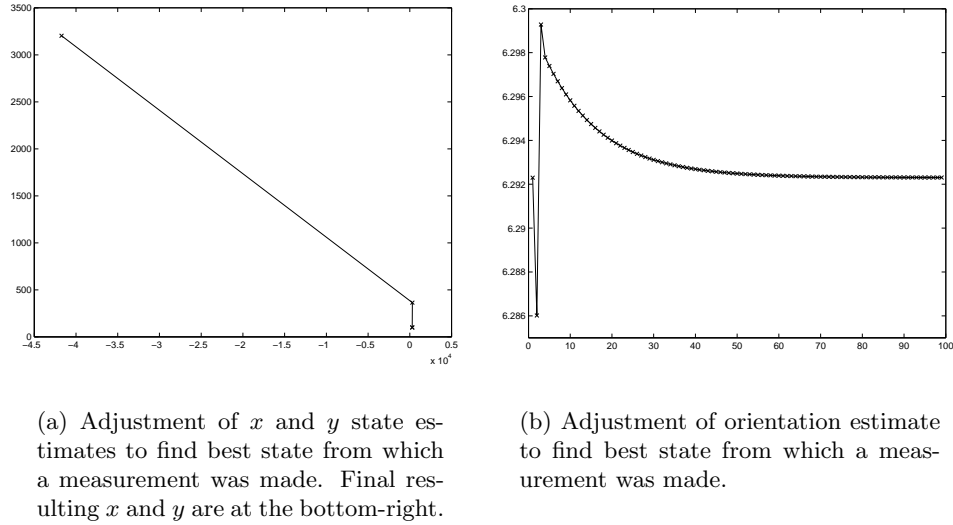 3500
3000
2500
2000
1500
1000
500
0
−4.5 −4 −3.5 −3 −2.5 −2 −1.5 −1 −0.5 0 0.5
x 10^4
6.3
6.298
6.296
6.294
6.292
6.29
6.288
6.286
0 10 20 30 40 50 60 70 80 90 100
(a) Adjustment of x and y state es-
timates to find best state from which
a measurement was made. Final res-
ulting x and y are at the bottom-right.
(b) Adjustment of orientation estimate
to find best state from which a meas-
urement was made.